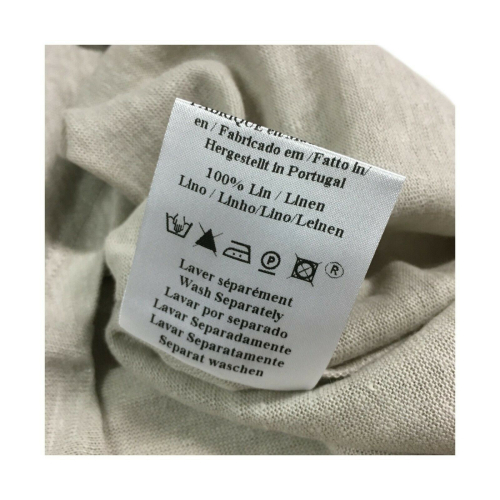 en / Fabricado em /Fatto in/
Hergestellt in Portugal
100% Lin / Linen
Lino / Linho/Lino/Leinen
P
®
Laver séparément
Wash Separately
Lavar por separado
Lavar Separadamente
Lavar Separatamente
Separat waschen